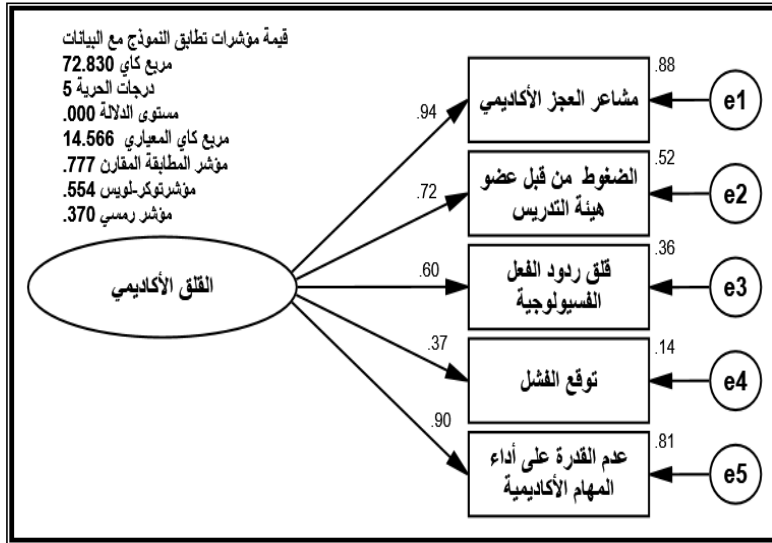 قيمة مؤشرات تطابق النموذج مع البيانات
مربع كاي 72.830
درجات الحرية 5
مستوى الدلالة .000
مربع كاي المعياري 14.566
مؤشر المطابقة المقارن .777
مؤشرتوكر-لويس .554
مؤشر رمسي .370
القلق الأكاديمي
.94
.72
.60
.37
.90
مشاعر العجز الأكاديمي
.88
e1
الضغوط من قبل عضو
هيئة التدريس
.52
e2
قلق ردود الفعل
الفسيولوجية
.36
e3
توقع الفشل
.14
e4
عدم القدرة على أداء
المهام الأكاديمية
.81
e5